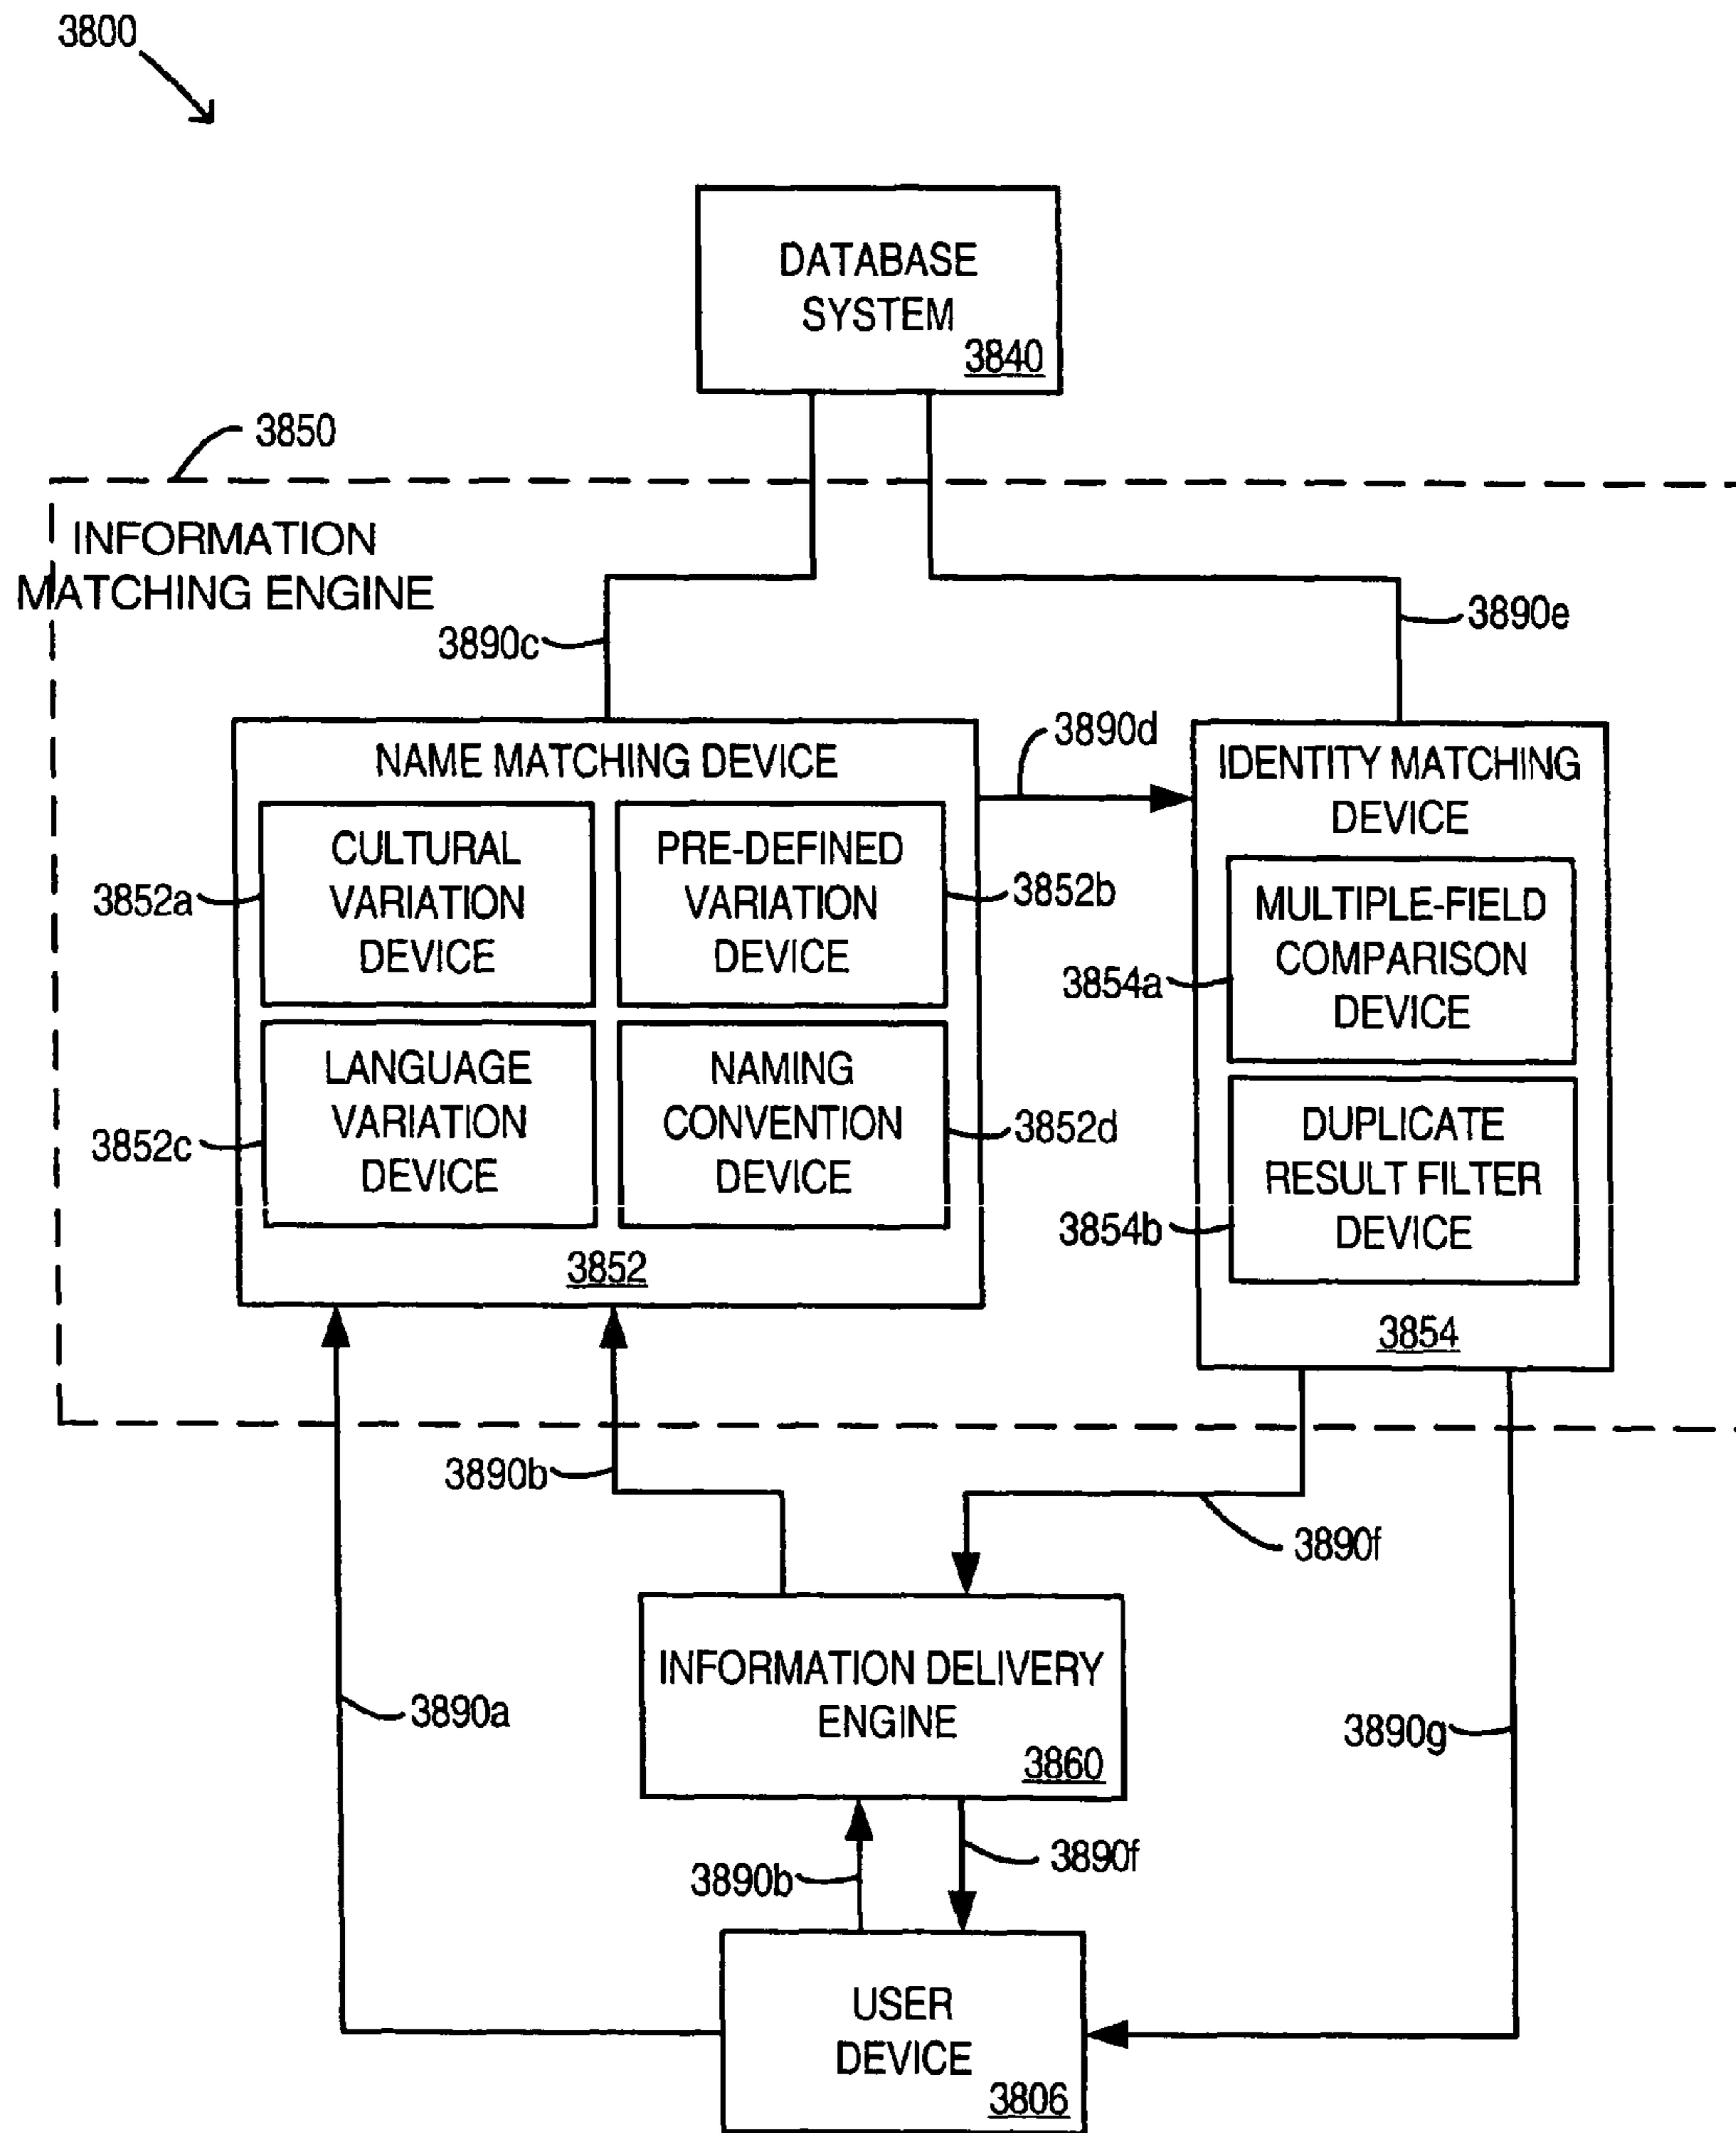 3800
DATABASE
SYSTEM
3840
3850
INFORMATION
MATCHING ENGINE
3890c
3890e
3890d
NAME MATCHING DEVICE
IDENTITY MATCHING
DEVICE
CULTURAL
VARIATION
DEVICE
3852a
PRE-DEFINED
VARIATION
DEVICE
3852b
MULTIPLE-FIELD
COMPARISON
DEVICE
3854a
LANGUAGE
VARIATION
DEVICE
3852c
NAMING
CONVENTION
DEVICE
3852d
DUPLICATE
RESULT FILTER
DEVICE
3854b
3852
3854
3890b
3890f
INFORMATION DELIVERY
ENGINE
3860
3890a
3890g
3890b
3890f
USER
DEVICE
3806